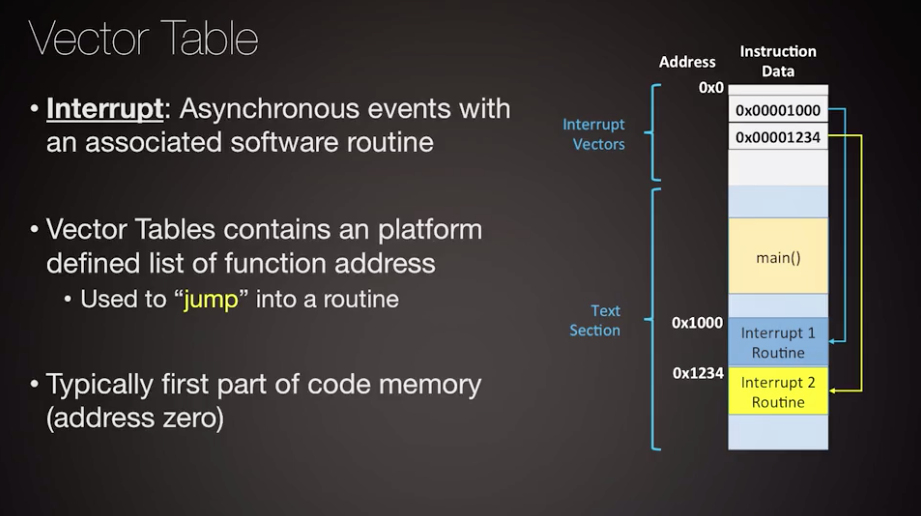 Vector Table
• Interrupt: Asynchronous events with
an associated software routine
• Vector Tables contains an platform
defined list of function address
• Used to “jump” into a routine
• Typically first part of code memory
(address zero)
Address
Instruction
Data
0x0
Interrupt
Vectors
0x00001000
0x00001234
main()
Text
Section
0x1000
Interrupt 1
Routine
0x1234
Interrupt 2
Routine